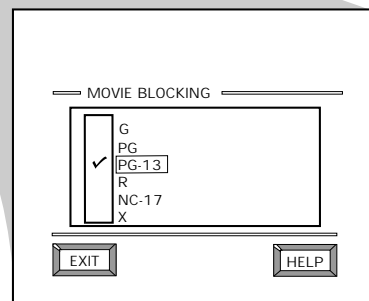 MOVIE BLOCKING
G
PG
✓ PG-13
R
NC-17
X
EXIT HELP